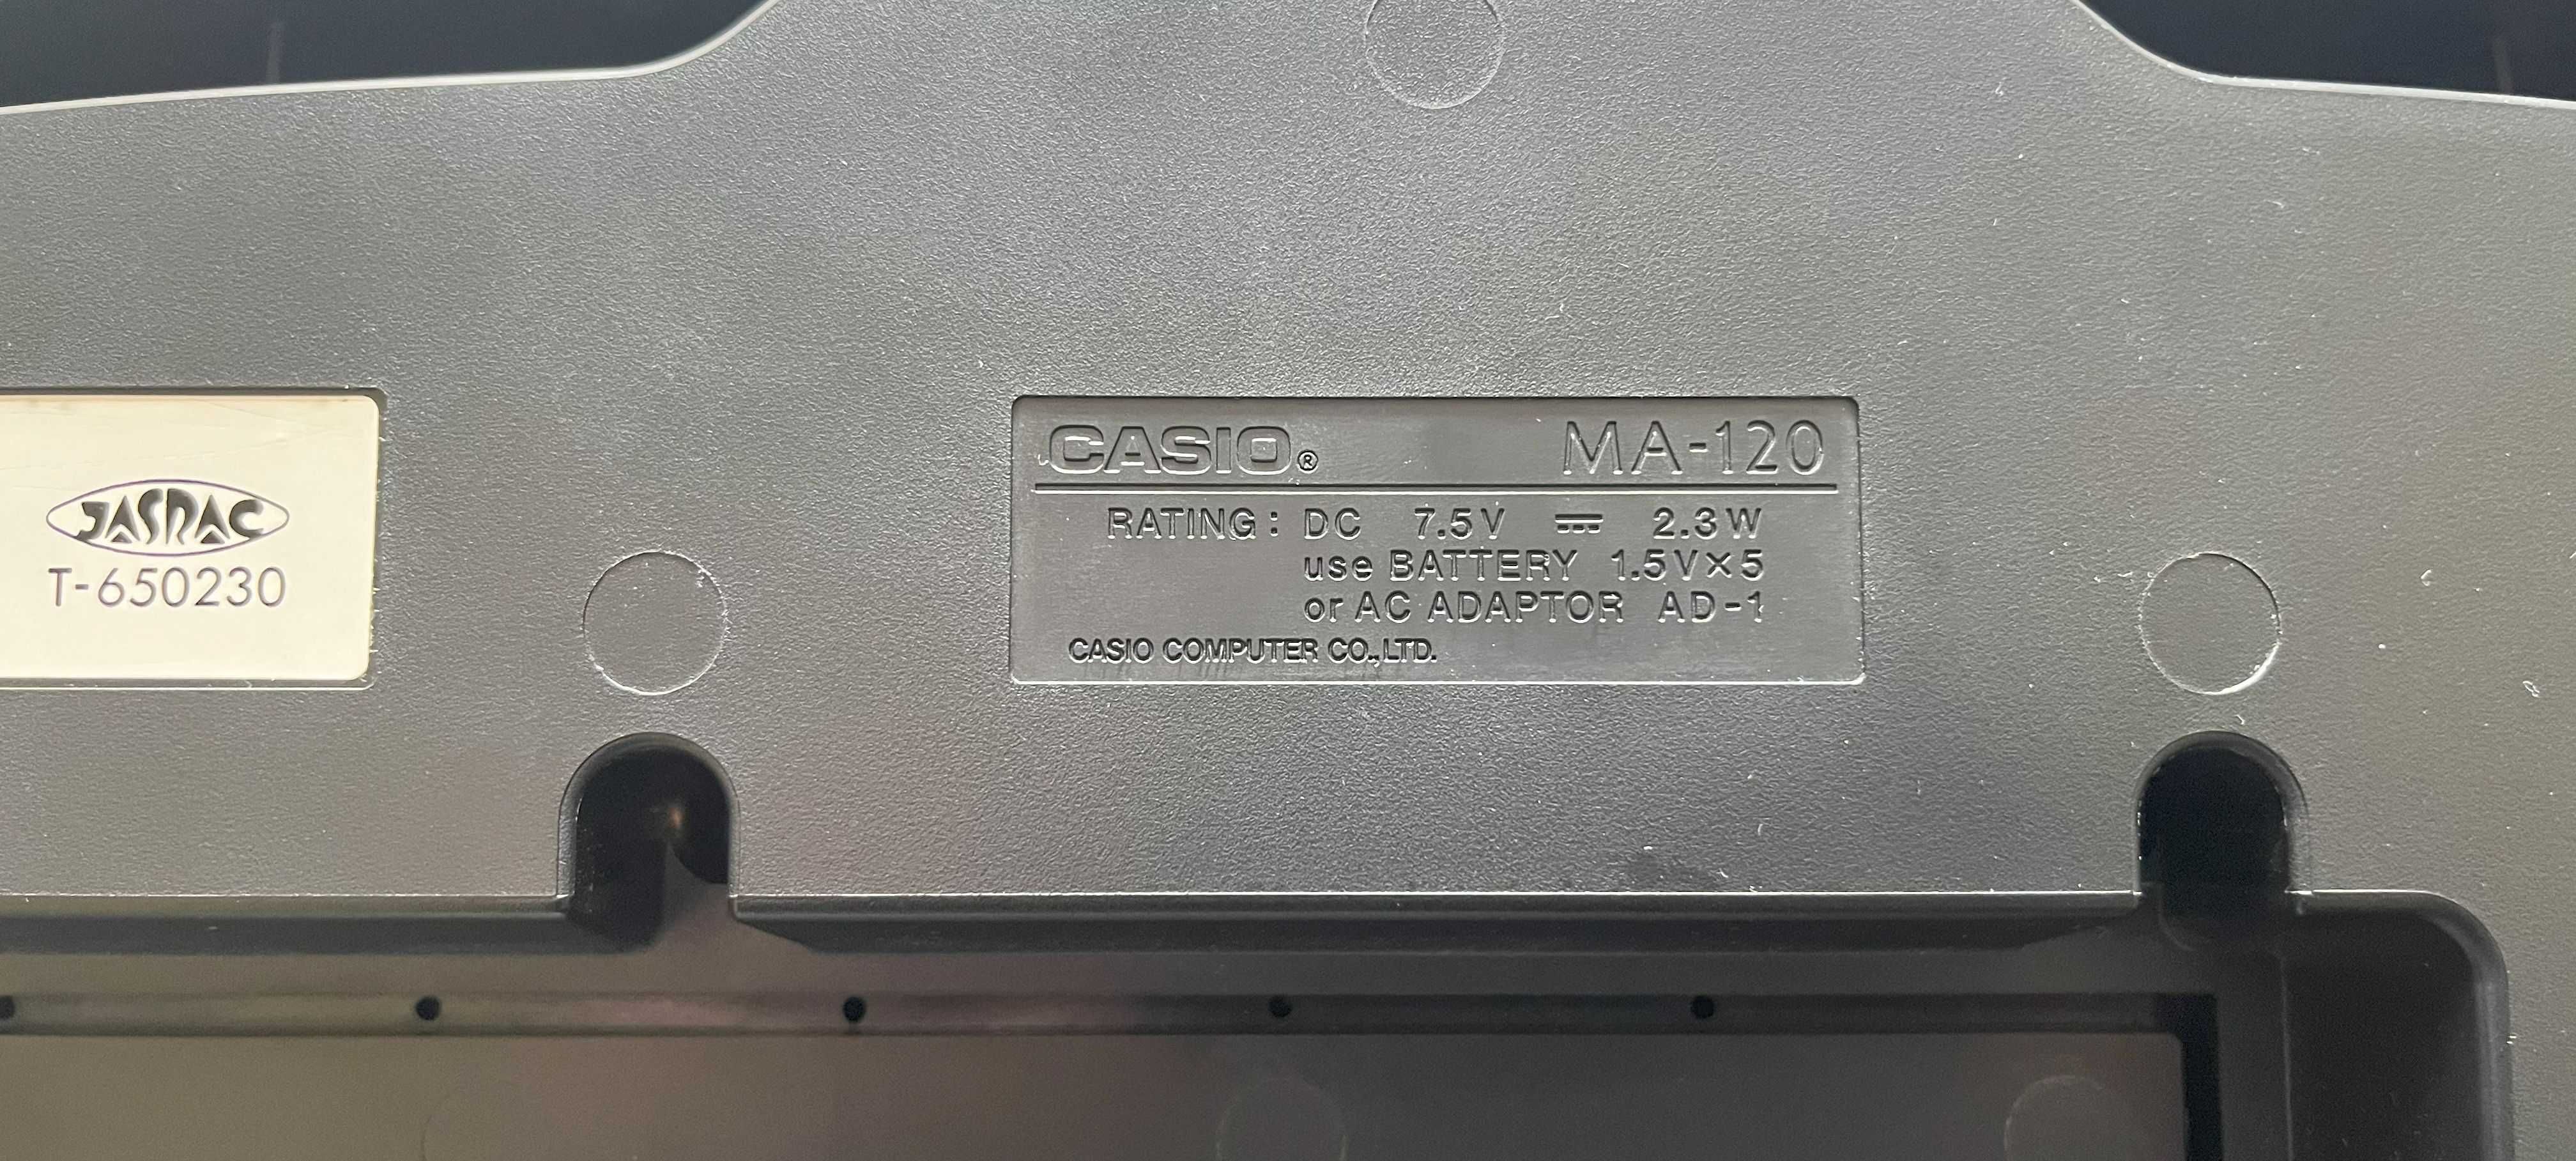 JASRAC
T-650230
CASIO® MA-120
RATING: DC 7.5V ⎓ 2.3W
use BATTERY 1.5V×5
or AC ADAPTOR AD-1
CASIO COMPUTER CO.,LTD.